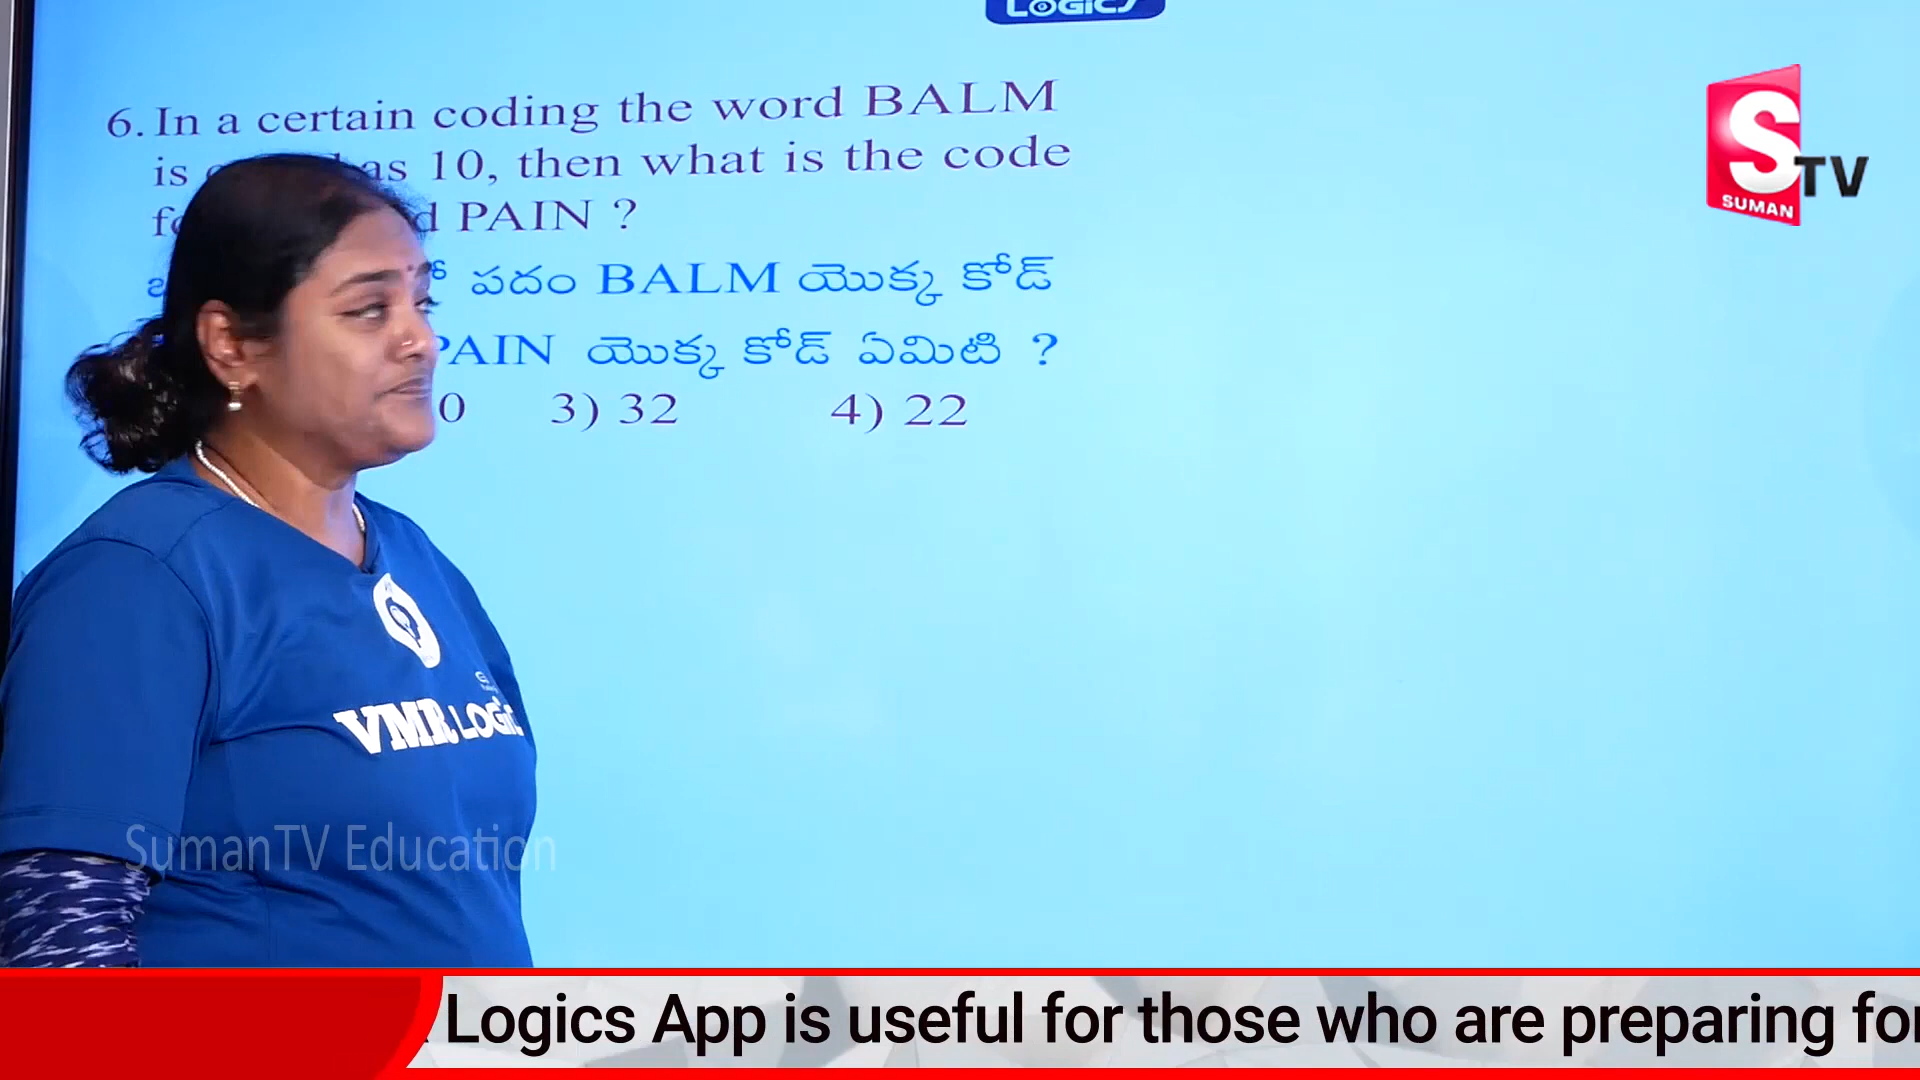 LOGICS
6. In a certain coding the word BALM
is as 10, then what is the code
PAIN ?
పదం BALM యొక్క కోడ్
PAIN యొక్క కోడ్ ఏమిటి ?
0 3) 32 4) 22
S TV
SUMAN
VMR LOGIC
SumanTV Education
Logics App is useful for those who are preparing for